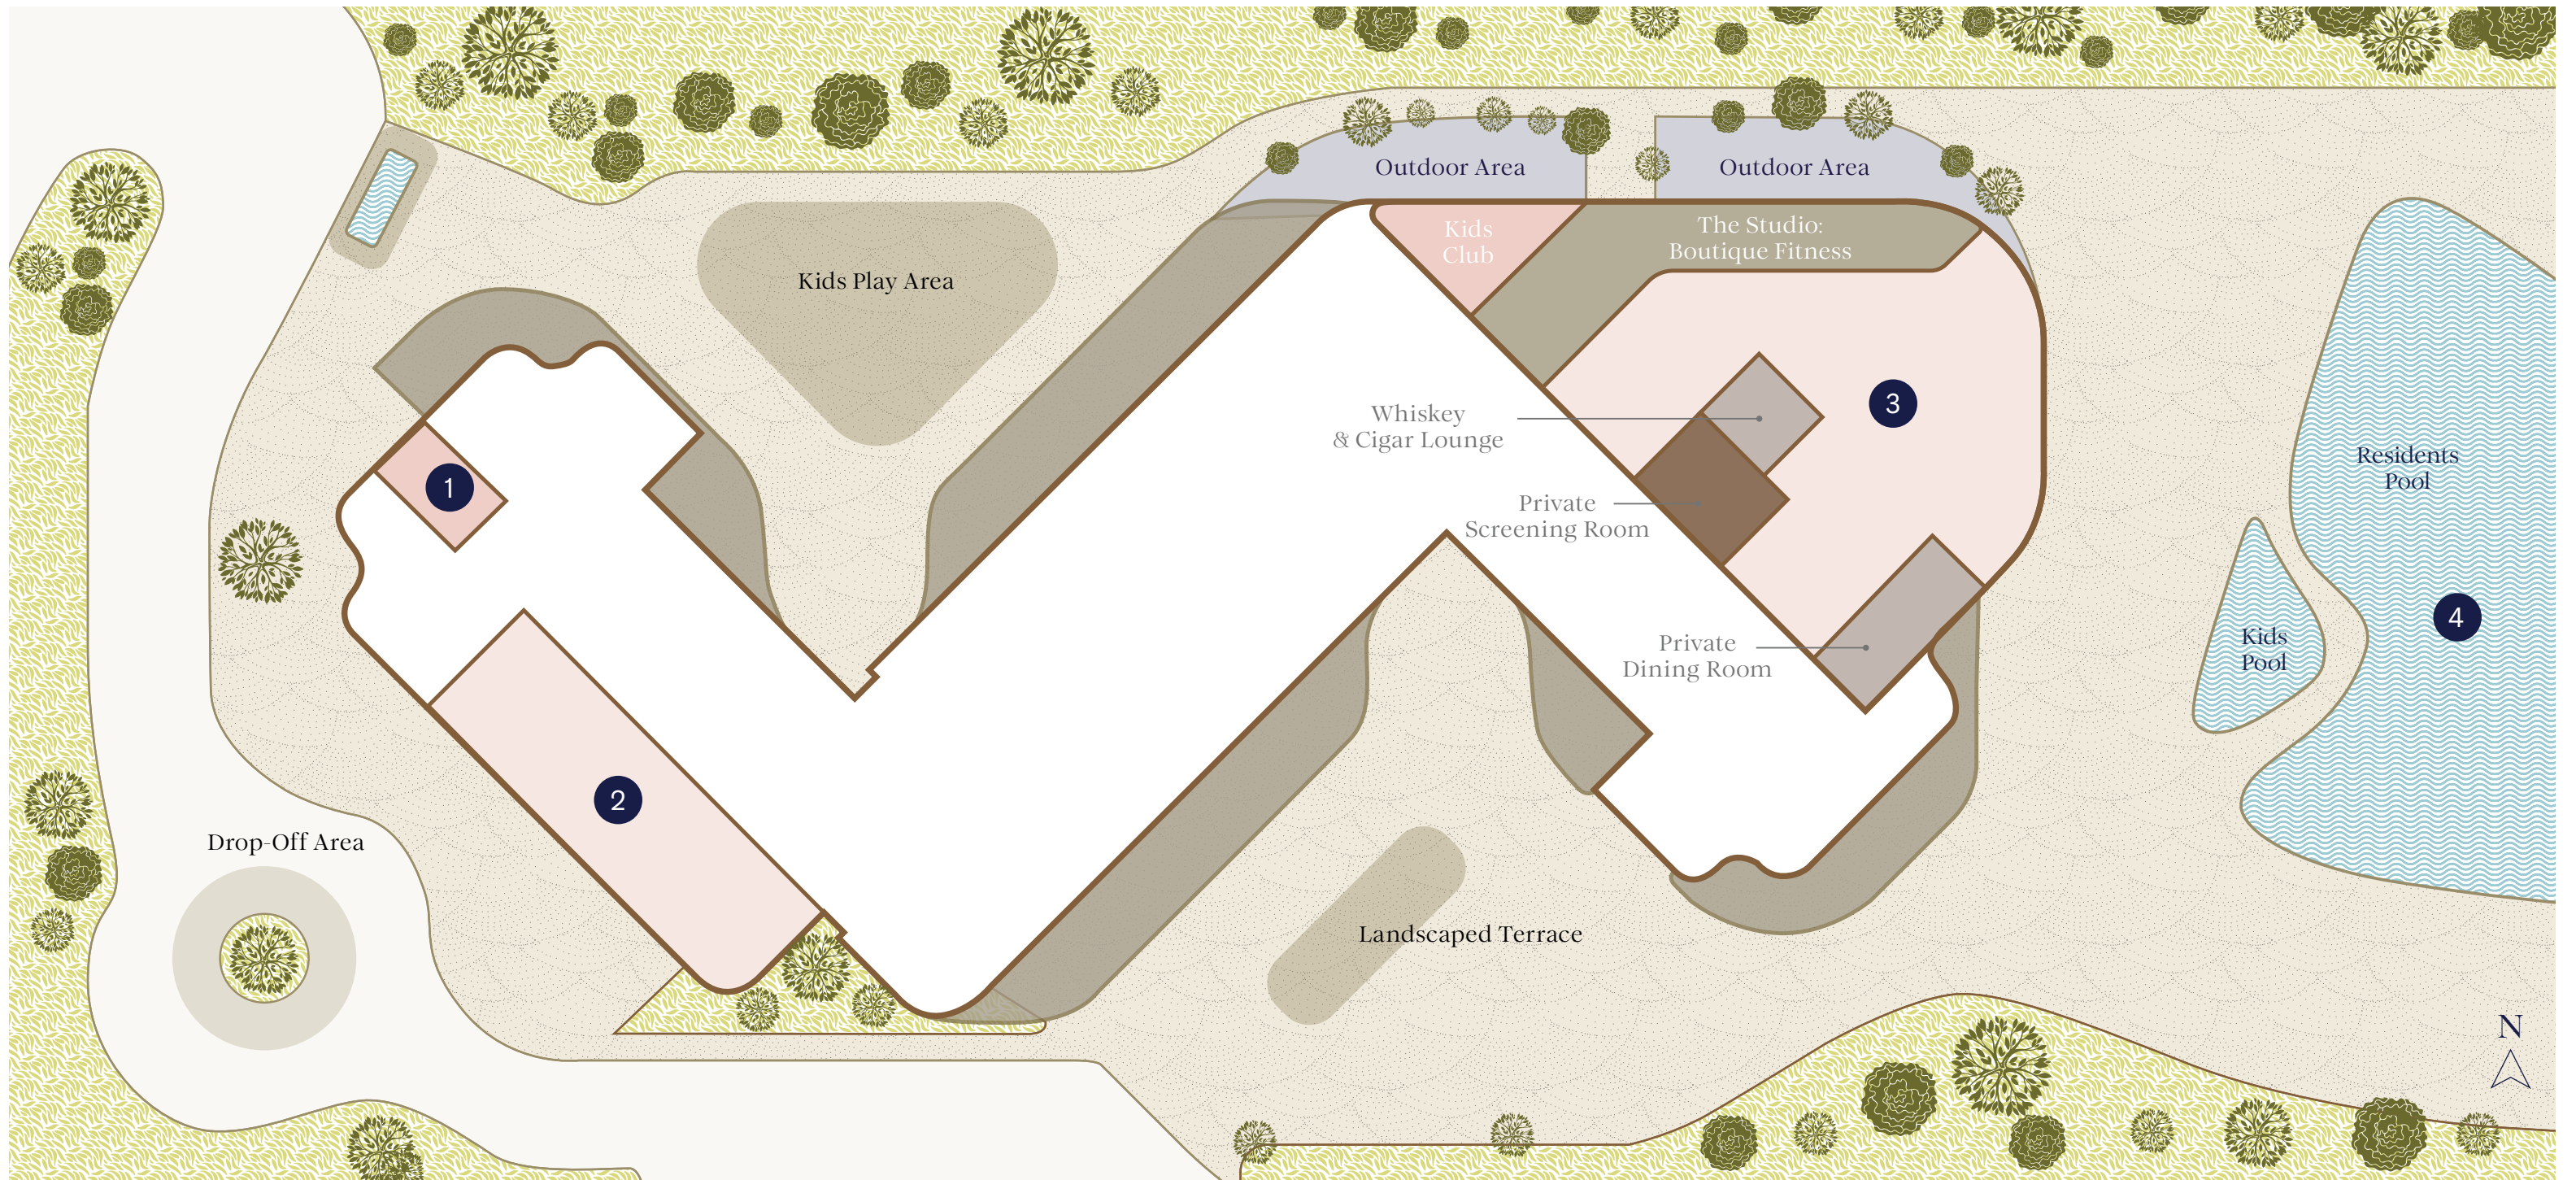 Outdoor Area
Outdoor Area
Kids
Club
The Studio:
Boutique Fitness
Kids Play Area
3
Whiskey
& Cigar Lounge
Residents
Pool
1
Private
Screening Room
4
Kids
Pool
Private
Dining Room
2
Drop-Off Area
Landscaped Terrace
N